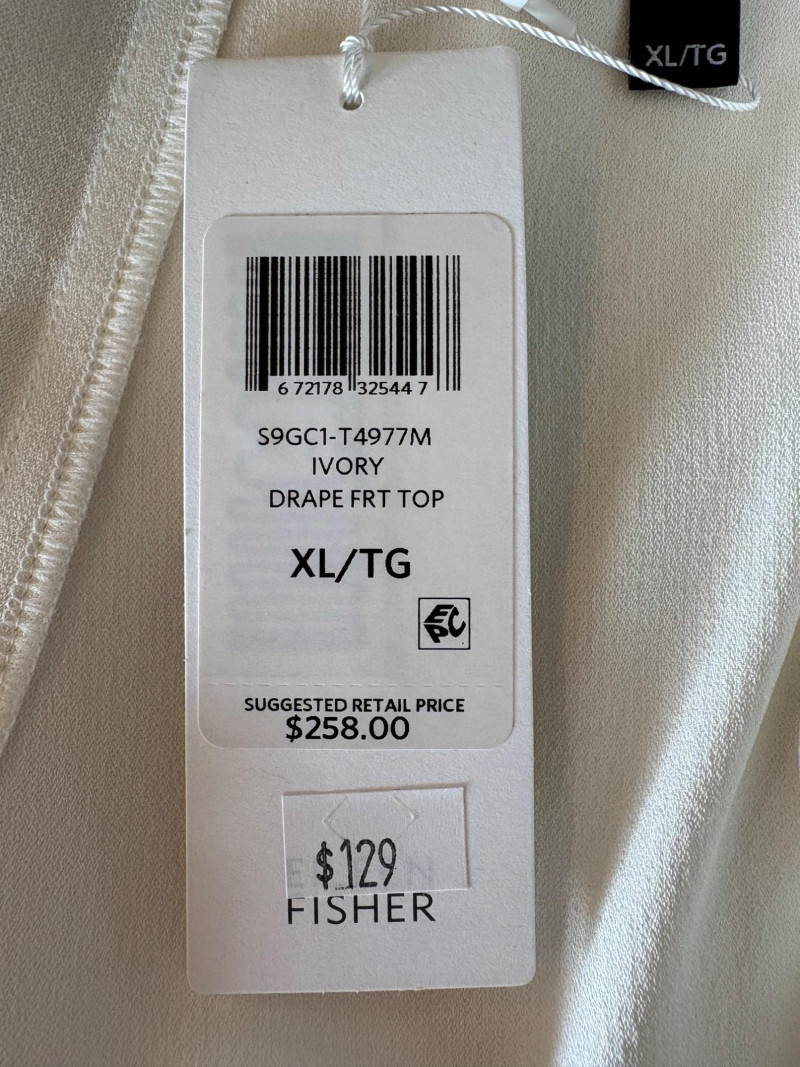 XL/TG
6 72178 32544 7
S9GC1-T4977M
IVORY
DRAPE FRT TOP
XL/TG
EPC
SUGGESTED RETAIL PRICE
$258.00
$129
FISHER